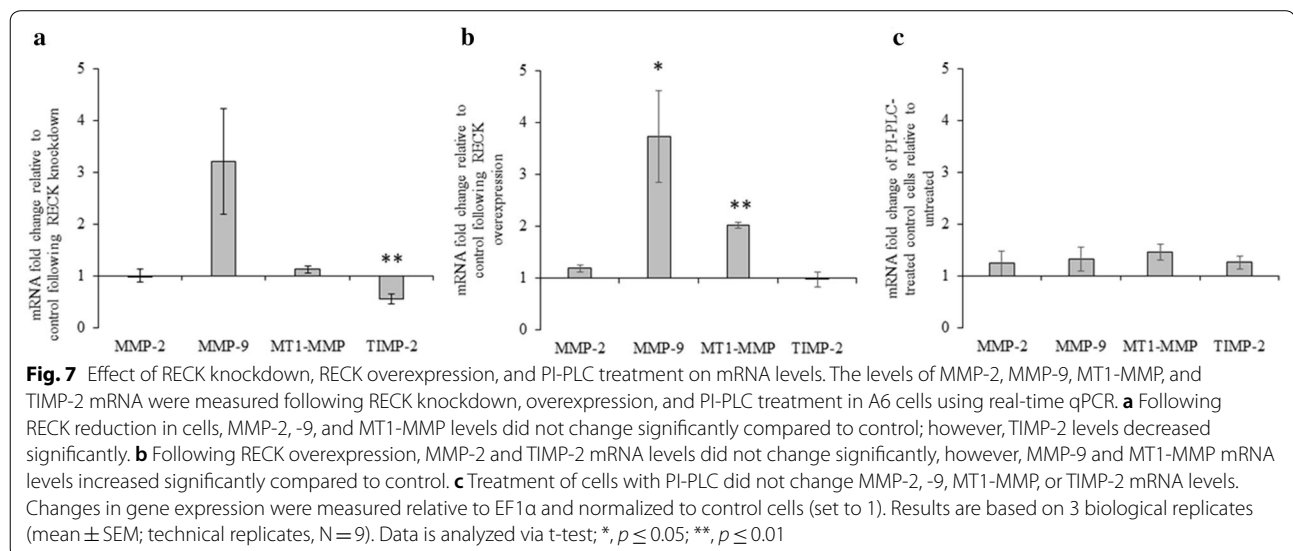 a
mRNA fold change relative to
control following RECK knockdown
5
4
3
2
1
0
**
MMP-2 MMP-9 MT1-MMP TIMP-2
b
mRNA fold change relative to
control following RECK
overexpression
5
4
3
2
1
0
*
**
MMP-2 MMP-9 MT1-MMP TIMP-2
c
mRNA fold change of PI-PLC-
treated control cells relative to
untreated
5
4
3
2
1
0
MMP-2 MMP-9 MT1-MMP TIMP-2
Fig. 7 Effect of RECK knockdown, RECK overexpression, and PI-PLC treatment on mRNA levels. The levels of MMP-2, MMP-9, MT1-MMP, and
TIMP-2 mRNA were measured following RECK knockdown, overexpression, and PI-PLC treatment in A6 cells using real-time qPCR. a Following
RECK reduction in cells, MMP-2, -9, and MT1-MMP levels did not change significantly compared to control; however, TIMP-2 levels decreased
significantly. b Following RECK overexpression, MMP-2 and TIMP-2 mRNA levels did not change significantly, however, MMP-9 and MT1-MMP mRNA
levels increased significantly compared to control. c Treatment of cells with PI-PLC did not change MMP-2, -9, MT1-MMP, or TIMP-2 mRNA levels.
Changes in gene expression were measured relative to EF1α and normalized to control cells (set to 1). Results are based on 3 biological replicates
(mean ± SEM; technical replicates, N = 9). Data is analyzed via t-test; *, p ≤ 0.05; **, p ≤ 0.01